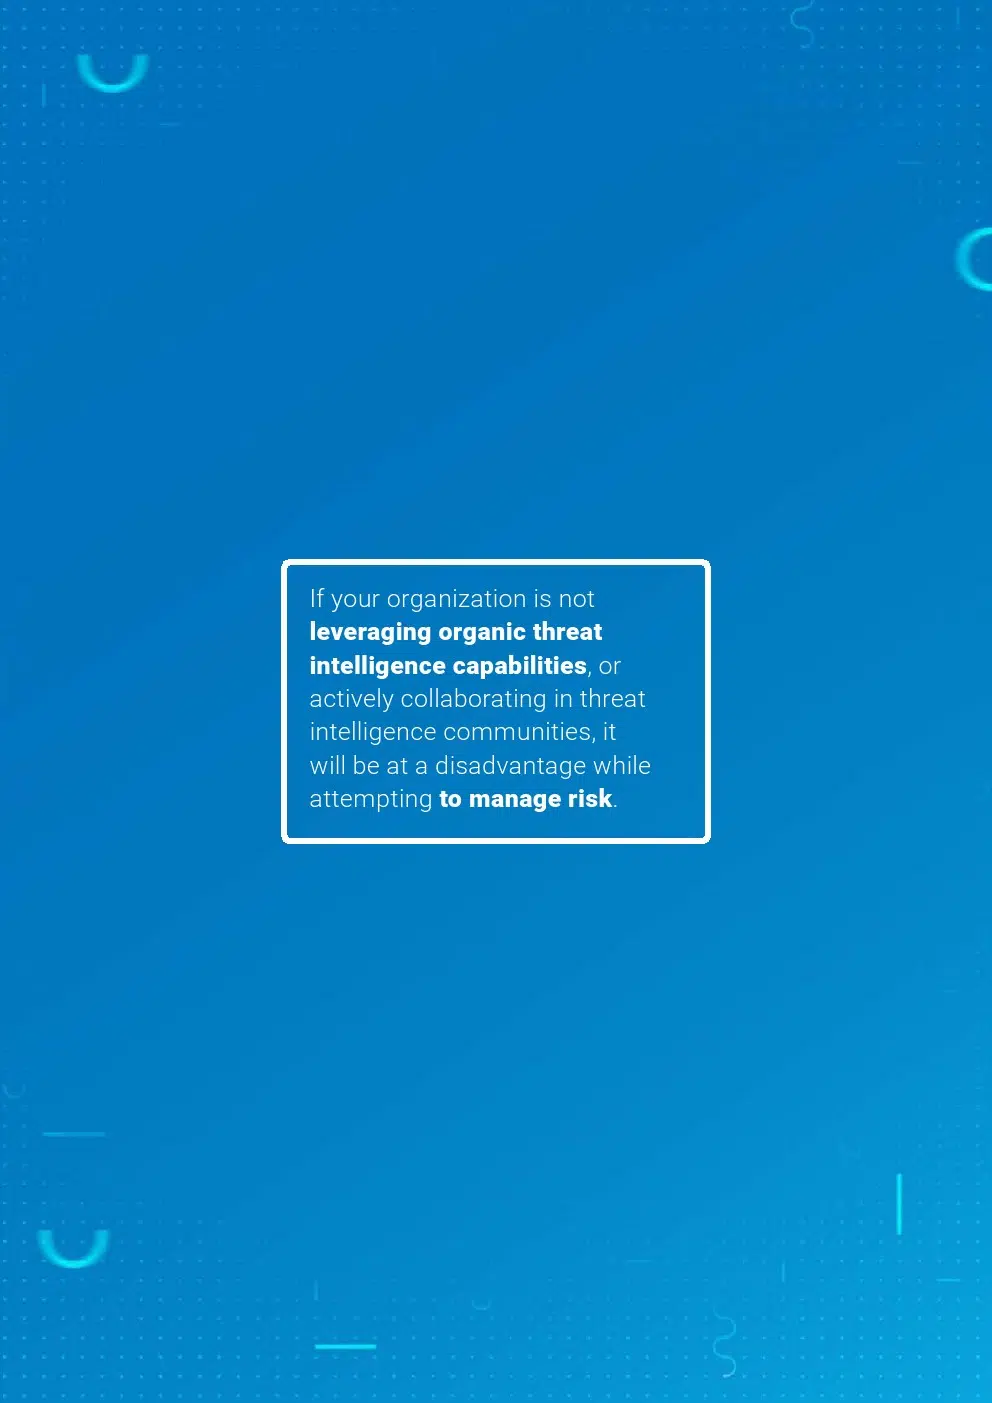 If your organization is not
leveraging organic threat
intelligence capabilities, or
actively collaborating in threat
intelligence communities, it
will be at a disadvantage while
attempting to manage risk.